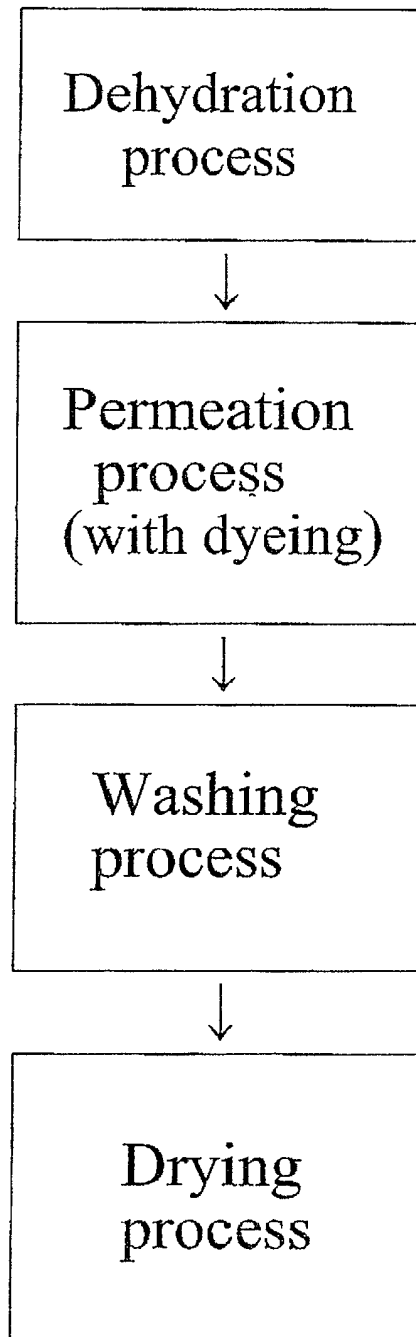 Dehydration
process
Permeation
process
(with dyeing)
Washing
process
Drying
process